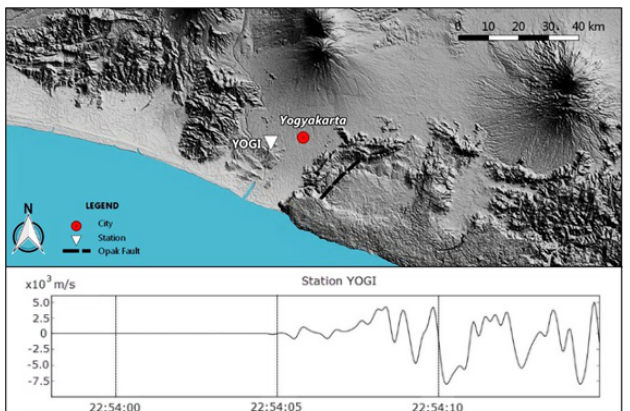 0 10 20 30 40 km
Yogyakarta
YOGI
LEGEND
N
City
Station
Opak Fault
x10³ m/s
Station YOGI
5.0
2.5
0
-2.5
-5.0
-7.5
22:54:00 22:54:05 22:54:10